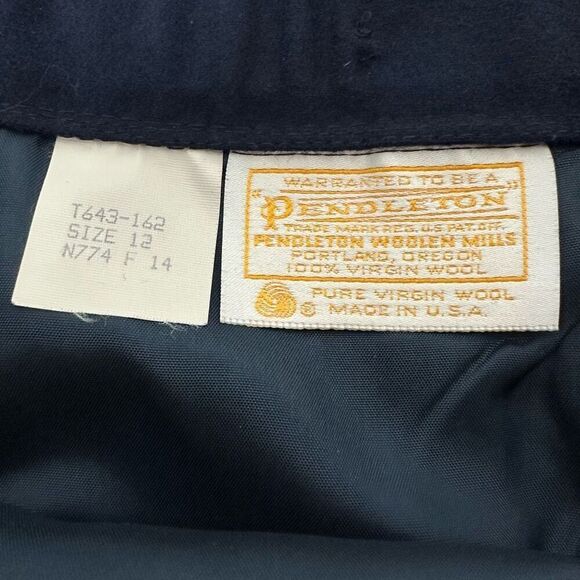 T643-162
SIZE 12
N774 F 14
WARRANTED TO BE A
"PENDLETON"
TRADE MARK REG. U.S. PAT. OFF.
PENDLETON WOOLEN MILLS
PORTLAND, OREGON
100% VIRGIN WOOL
PURE VIRGIN WOOL
® MADE IN U.S.A.